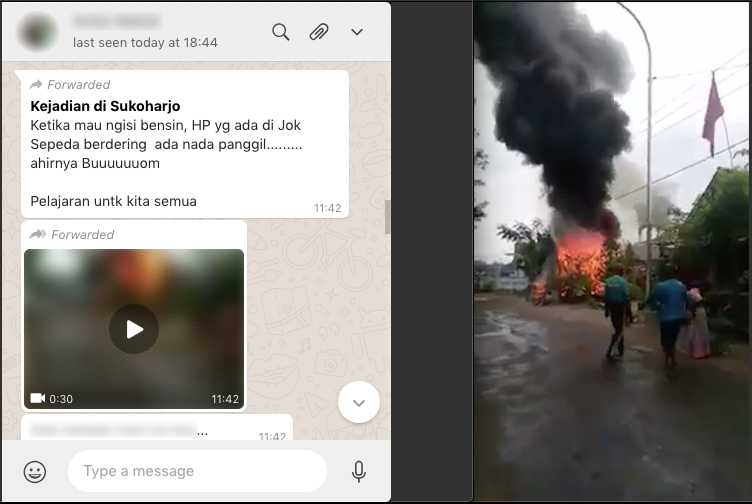 last seen today at 18:44
Forwarded
Kejadian di Sukoharjo
Ketika mau ngisi bensin, HP yg ada di Jok
Sepeda berdering ada nada panggil.........
ahirnya Buuuuuuom
Pelajaran untk kita semua
11:42
Forwarded
0:30
11:42
...
11:42
Type a message